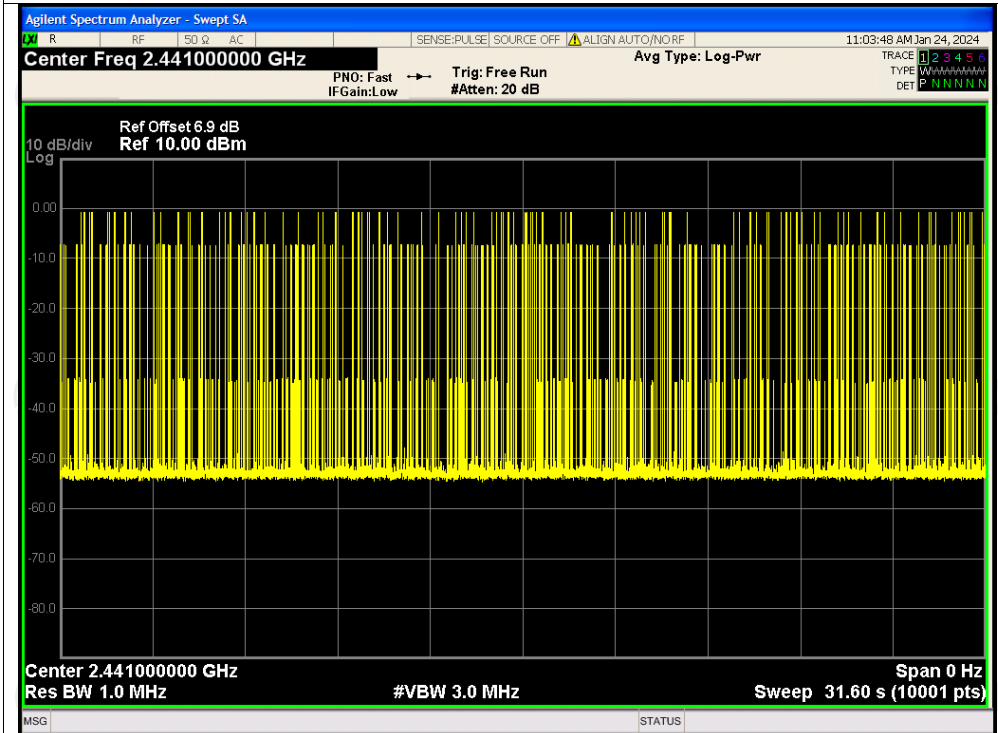 Agilent Spectrum Analyzer - Swept SA
LXI R RF 50 Ω AC SENSE:PULSE SOURCE OFF ALIGN AUTO/NO RF 11:03:48 AM Jan 24, 2024
Center Freq 2.441000000 GHz Avg Type: Log-Pwr TRACE 1 2 3 4 5 6
PNO: Fast Trig: Free Run TYPE WWWWWW
IFGain:Low #Atten: 20 dB DET P N N N N N
Ref Offset 6.9 dB
10 dB/div Ref 10.00 dBm
Log
0.00
-10.0
-20.0
-30.0
-40.0
-50.0
-60.0
-70.0
-80.0
Center 2.441000000 GHz Span 0 Hz
Res BW 1.0 MHz #VBW 3.0 MHz Sweep 31.60 s (10001 pts)
MSG STATUS